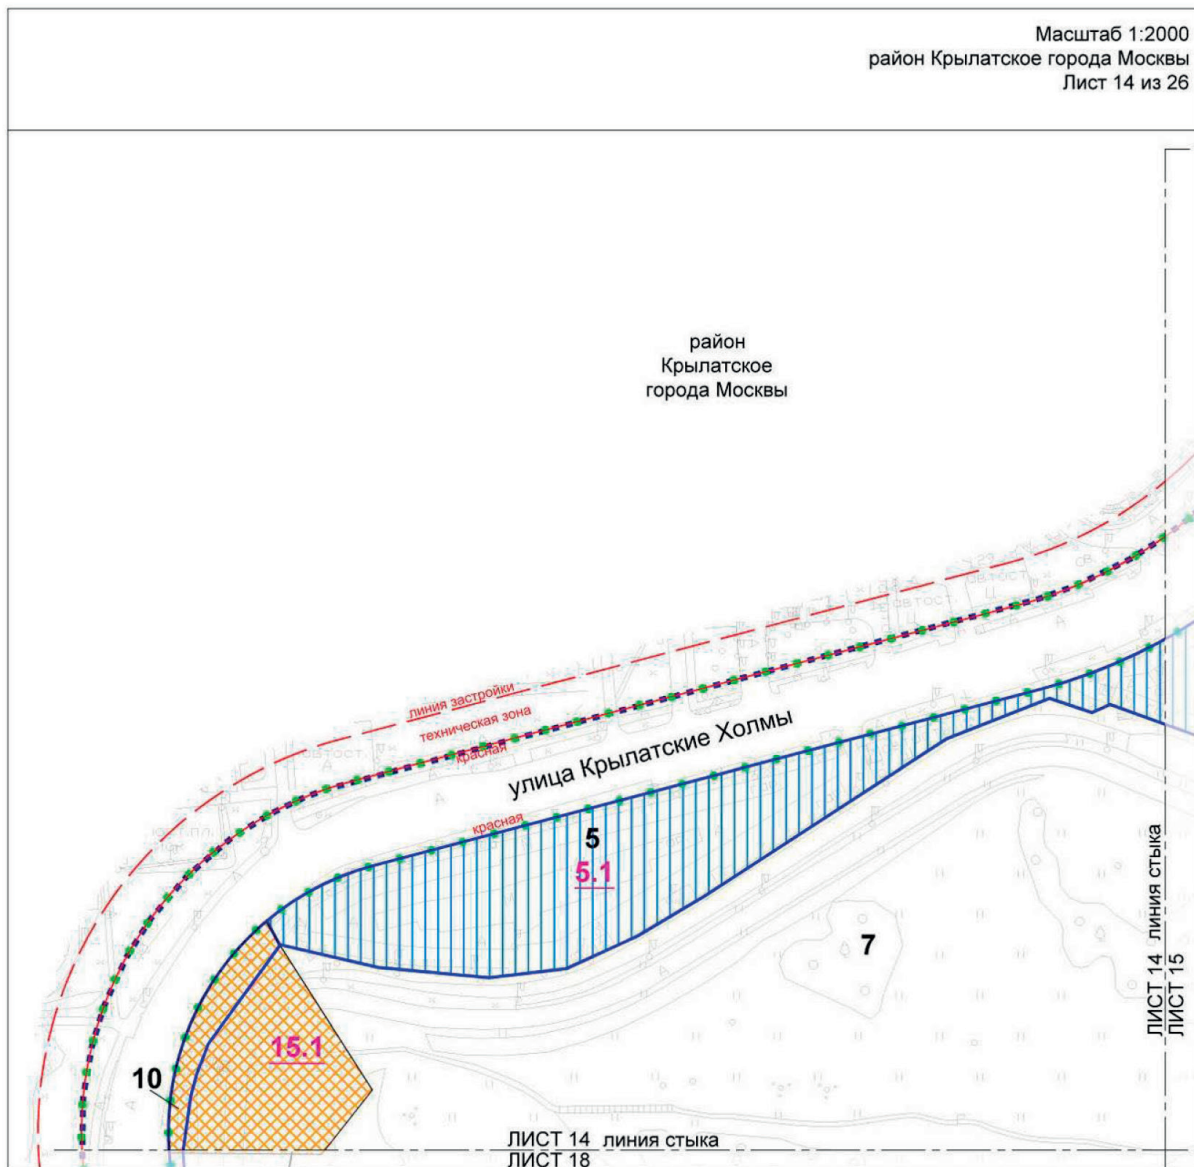 Масштаб 1:2000
район Крылатское города Москвы
Лист 14 из 26
район
Крылатское
города Москвы
линия застройки
техническая зона
красная
улица Крылатские Холмы
красная
5
5.1
7
10
15.1
ЛИСТ 14 линия стыка
ЛИСТ 15
ЛИСТ 14 линия стыка
ЛИСТ 18